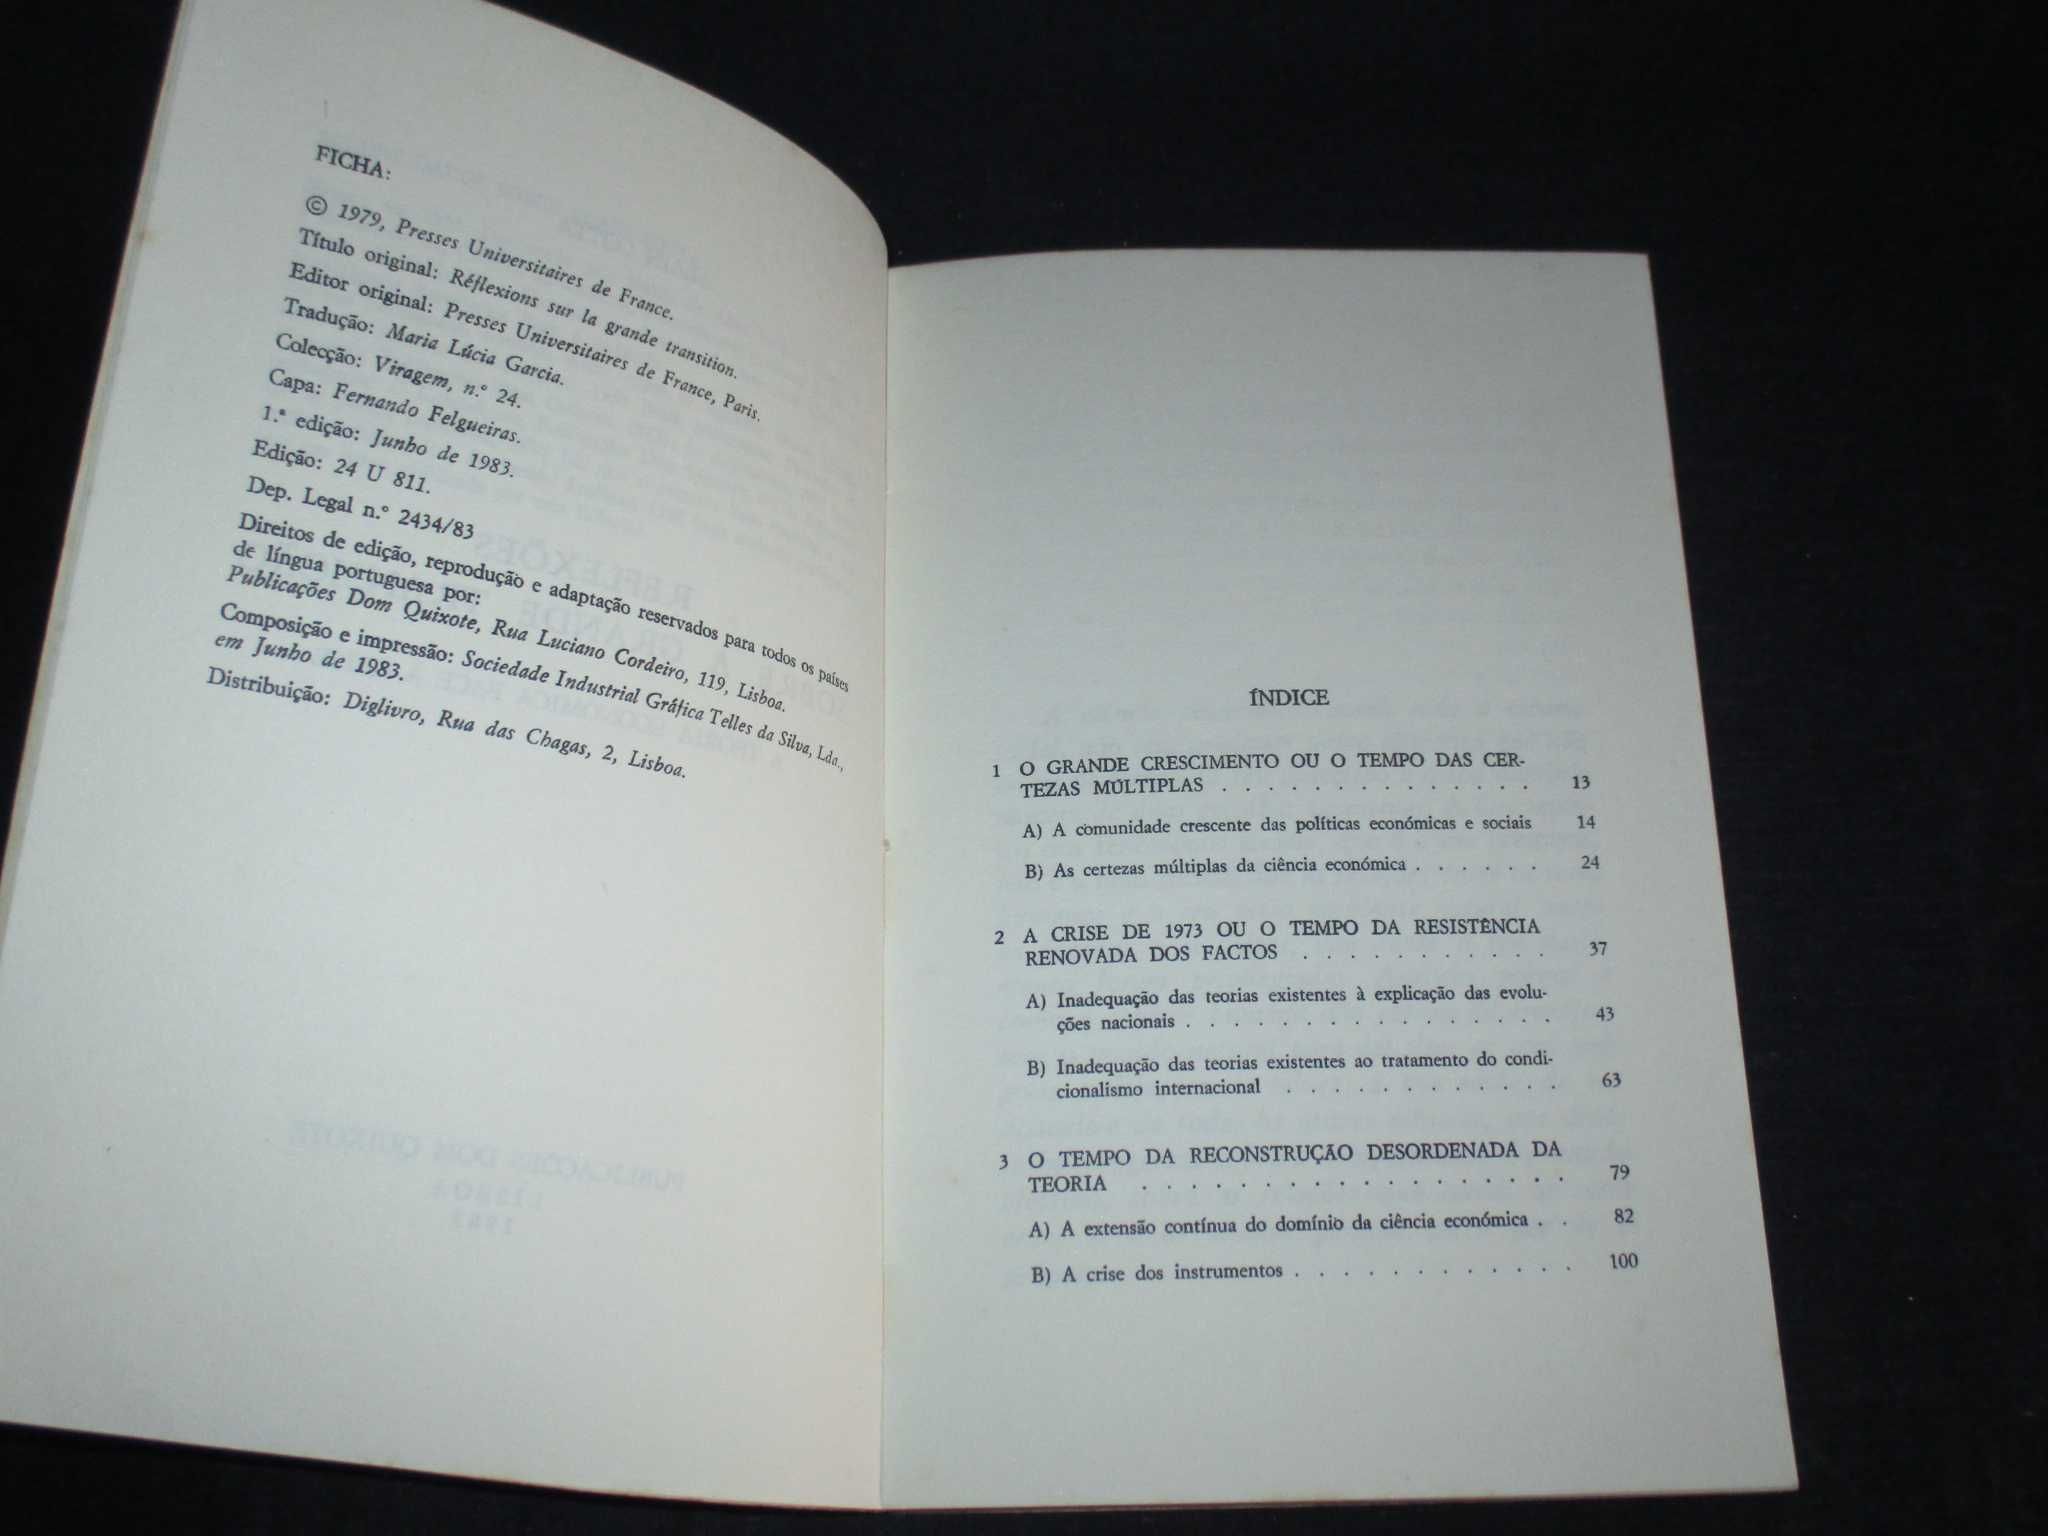 FICHA:
© 1979, Presses Universitaires de France.
Título original: Réflexions sur la grande transition.
Editor original: Presses Universitaires de France, Paris.
Tradução: Maria Lúcia Garcia.
Colecção: Viragem, n.º 24.
Capa: Fernando Felgueiras.
1.ª edição: Junho de 1983.
Edição: 24 U 811.
Dep. Legal n.º 2434/83
Direitos de edição, reprodução e adaptação reservados para todos os países
de língua portuguesa por:
Publicações Dom Quixote, Rua Luciano Cordeiro, 119, Lisboa.
Composição e impressão: Sociedade Industrial Gráfica Telles da Silva, Lda.,
em Junho de 1983.
Distribuição: Diglivro, Rua das Chagas, 2, Lisboa.
ÍNDICE
1 O GRANDE CRESCIMENTO OU O TEMPO DAS CER-
TEZAS MÚLTIPLAS . . . . . . . . . . . . . . 13
A) A comunidade crescente das políticas económicas e sociais 14
B) As certezas múltiplas da ciência económica . . . . . . 24
2 A CRISE DE 1973 OU O TEMPO DA RESISTÊNCIA
RENOVADA DOS FACTOS . . . . . . . . . . . 37
A) Inadequação das teorias existentes à explicação das evolu-
ções nacionais . . . . . . . . . . . . . . . . 43
B) Inadequação das teorias existentes ao tratamento do condi-
cionalismo internacional . . . . . . . . . . . . 63
3 O TEMPO DA RECONSTRUÇÃO DESORDENADA DA
TEORIA . . . . . . . . . . . . . . . . . . 79
A) A extensão contínua do domínio da ciência económica . . 82
B) A crise dos instrumentos . . . . . . . . . . . . 100